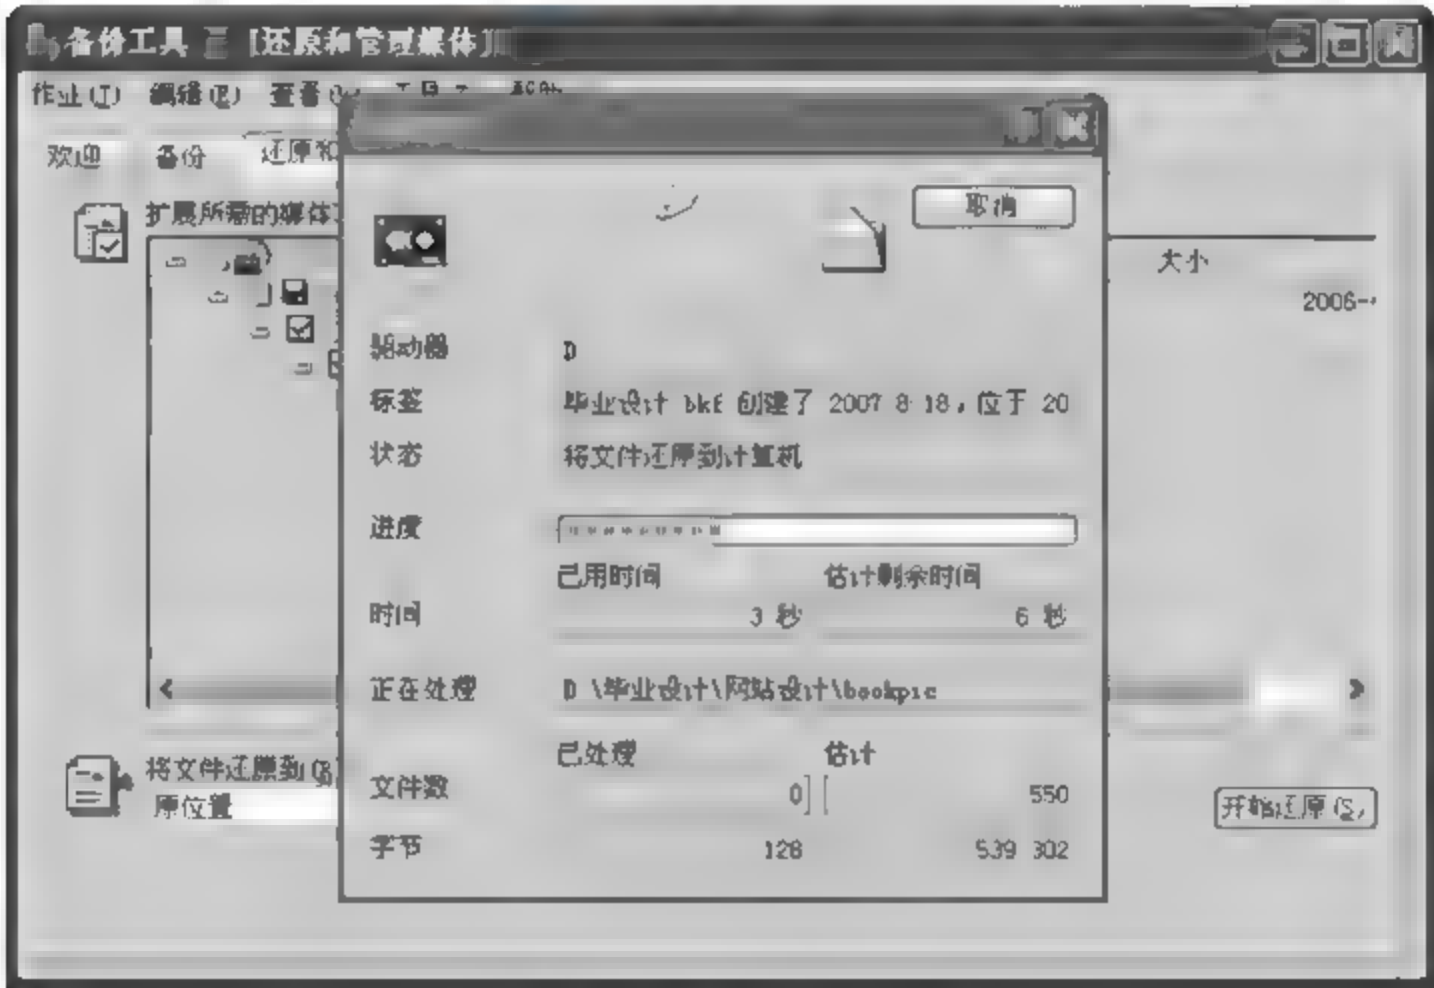 备份工具 [还原和管理媒体]
作业(J) 编辑(E) 查看
欢迎 备份 还原和
扩展所需的媒体
大小
2006-
取消
驱动器 D
标签 毕业设计 bkf 创建了 2007 8 18，位于 20
状态 将文件还原到计算机
进度
已用时间 估计剩余时间
时间 3 秒 6 秒
正在处理 D \毕业设计\网站设计\bookpic
已处理 估计
文件数 0 550
字节 128 539 302
将文件还原到(R)
原位置
开始还原(S)